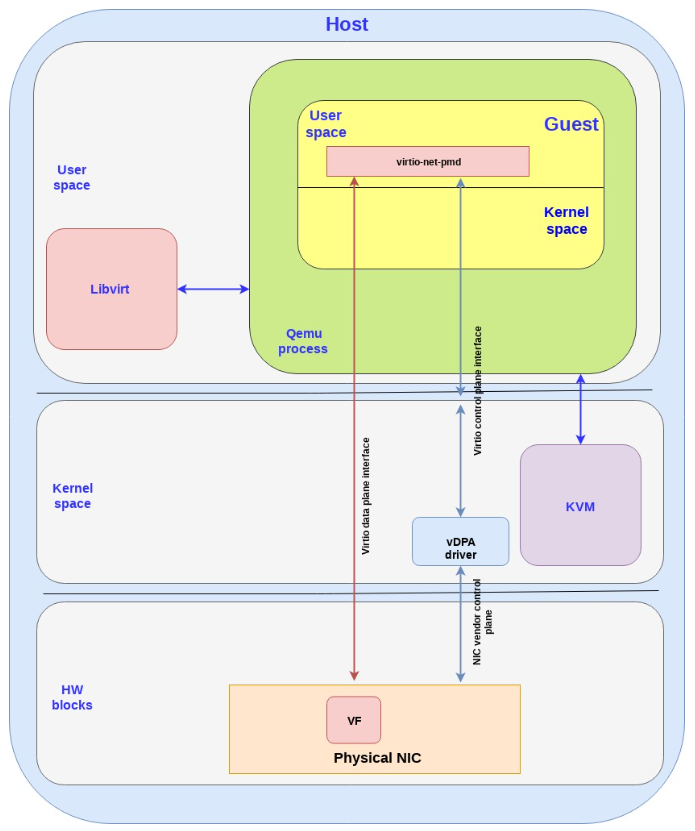 Host
User
space
Guest
virtio-net-pmd
User
space
Kernel
space
Libvirt
Qemu
process
Virtio control plane interface
Virtio data plane interface
Kernel
space
KVM
vDPA
driver
NIC vendor control
plane
HW
blocks
VF
Physical NIC